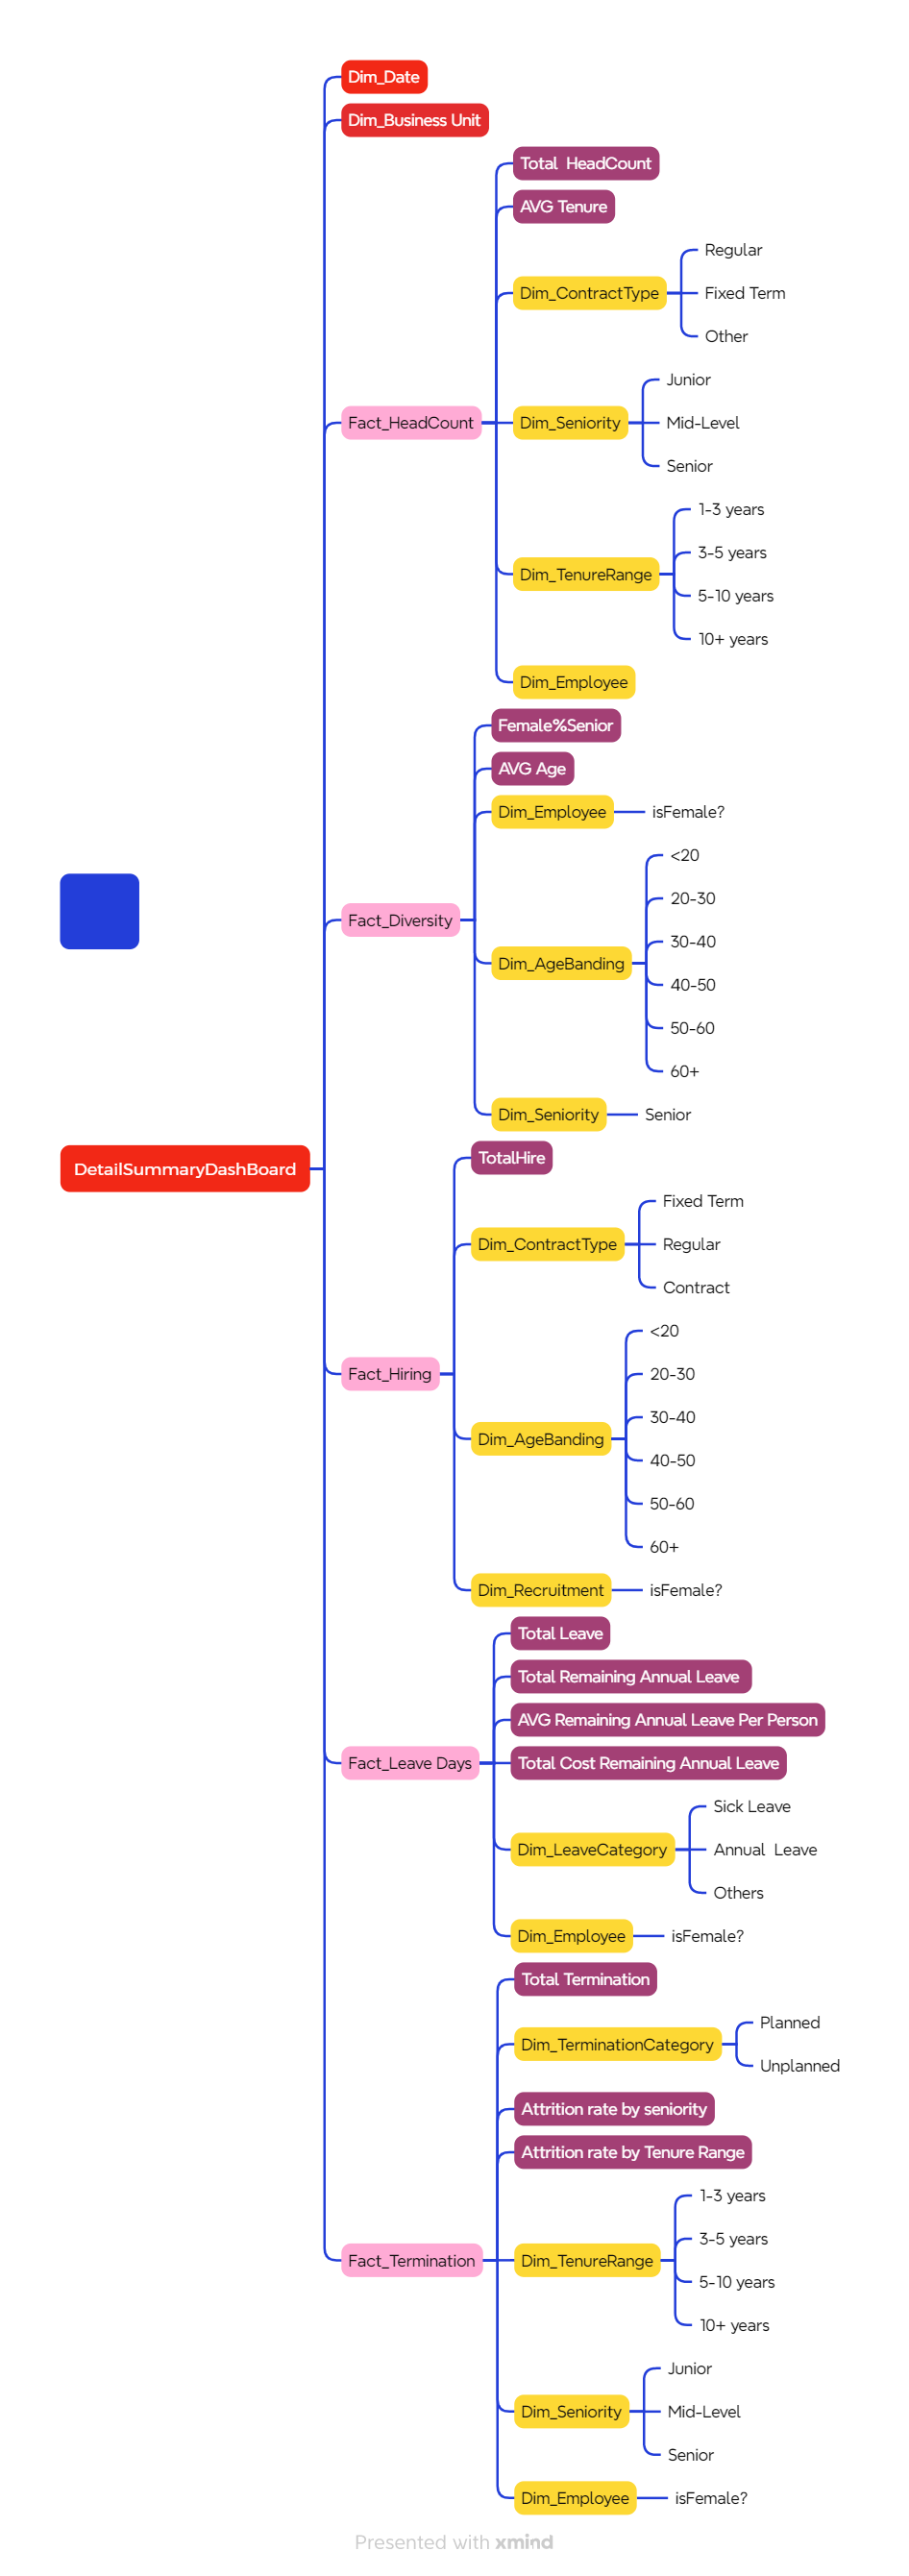 Dim_Date
Dim_Business Unit
Total  HeadCount
AVG Tenure
Regular
Dim_ContractType
Fixed Term
Other
Junior
Fact_HeadCount
Dim_Seniority
Mid-Level
Senior
1-3 years
3-5 years
Dim_TenureRange
5-10 years
10+ years
Dim_Employee
Female%Senior
AVG Age
Dim_Employee
isFemale?
<20
20-30
Fact_Diversity
30-40
Dim_AgeBanding
40-50
50-60
60+
Dim_Seniority
Senior
DetailSummaryDashBoard
TotalHire
Fixed Term
Dim_ContractType
Regular
Contract
<20
Fact_Hiring
20-30
30-40
Dim_AgeBanding
40-50
50-60
60+
Dim_Recruitment
isFemale?
Total Leave
Total Remaining Annual Leave
AVG Remaining Annual Leave Per Person
Fact_Leave Days
Total Cost Remaining Annual Leave
Sick Leave
Dim_LeaveCategory
Annual  Leave
Others
Dim_Employee
isFemale?
Total Termination
Planned
Dim_TerminationCategory
Unplanned
Attrition rate by seniority
Attrition rate by Tenure Range
1-3 years
3-5 years
Fact_Termination
Dim_TenureRange
5-10 years
10+ years
Junior
Dim_Seniority
Mid-Level
Senior
Dim_Employee
isFemale?
Presented with xmind